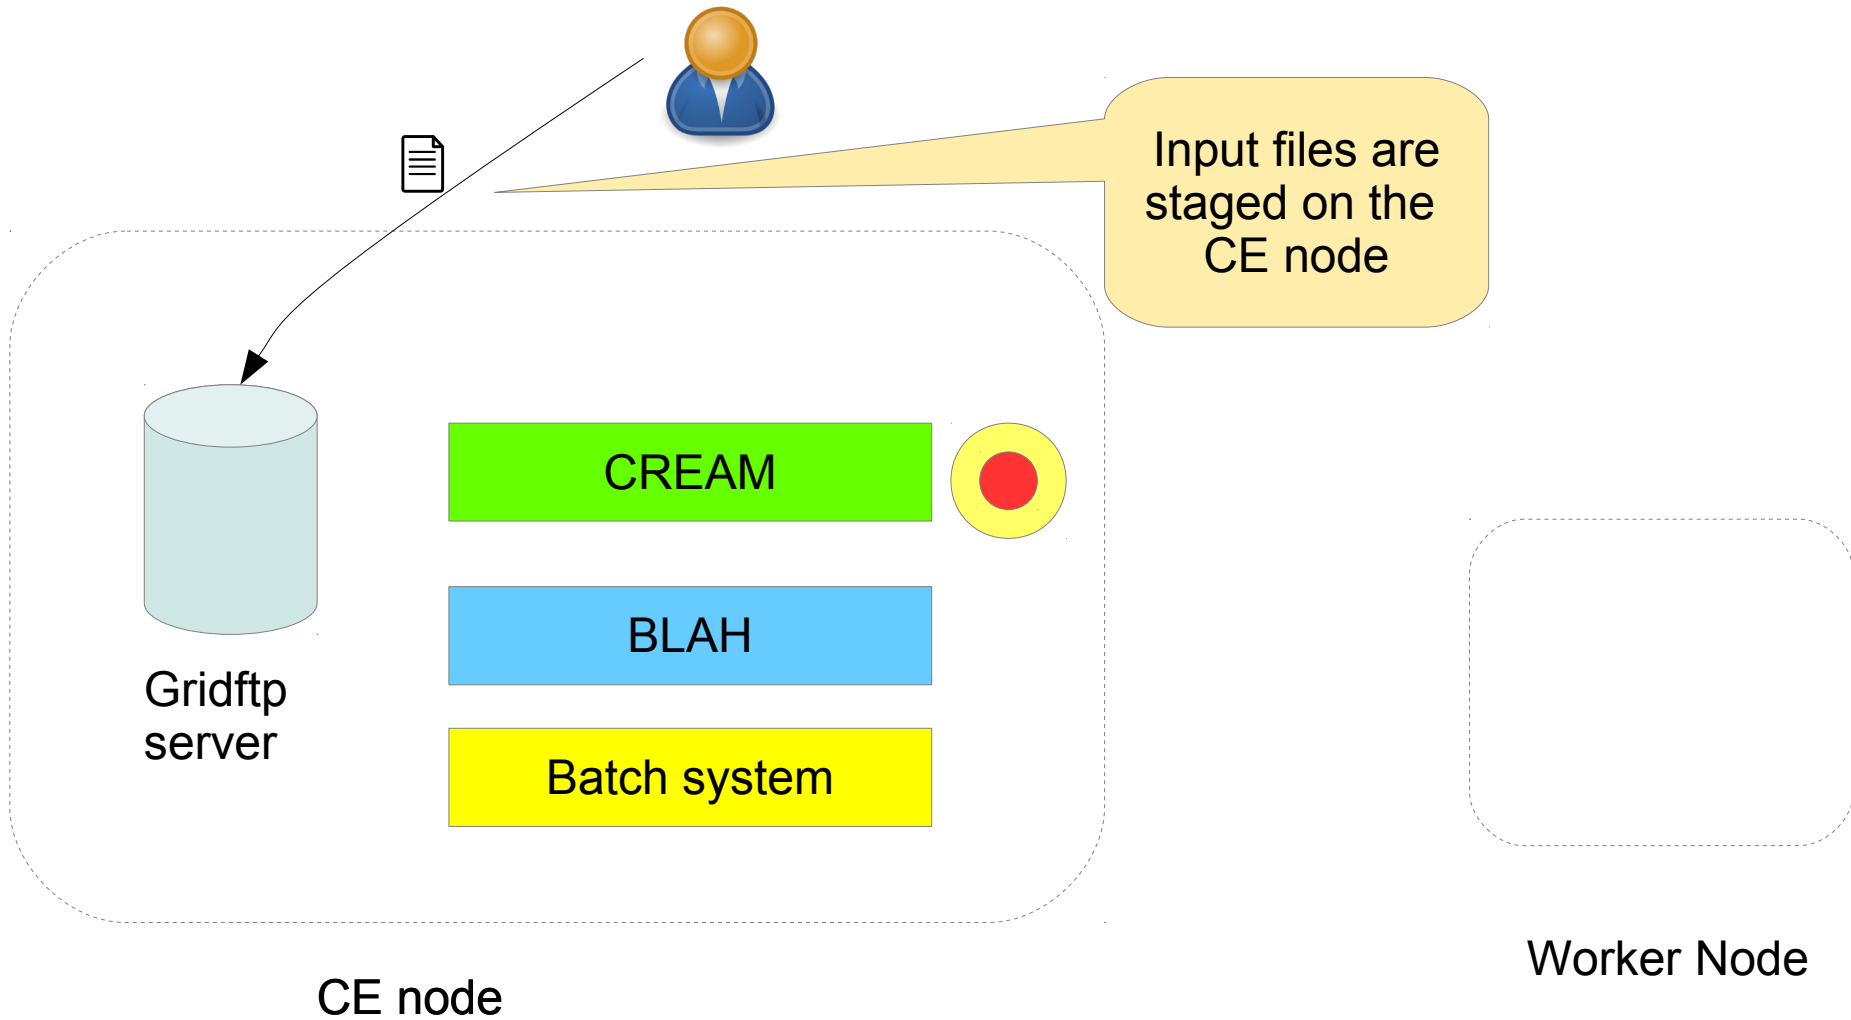 Input files are
staged on the
CE node
CREAM
BLAH
Gridftp
server
Batch system
Worker Node
CE node